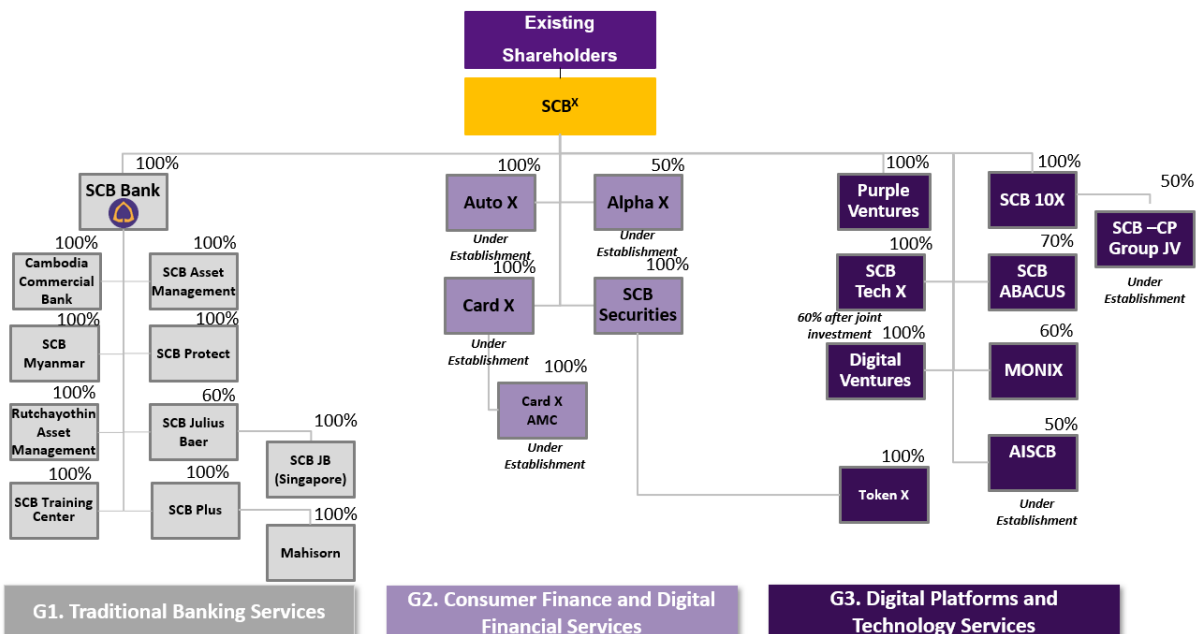 Existing
Shareholders
SCBX
100%
SCB Bank
100%
Cambodia
Commercial
Bank
100%
SCB Asset
Management
100%
SCB
Myanmar
100%
SCB Protect
100%
Rutchayothin
Asset
Management
60%
SCB Julius
Baer
100%
SCB JB
(Singapore)
100%
SCB Training
Center
100%
SCB Plus
100%
Mahisorn
G1. Traditional Banking Services
100%
Auto X
Under
Establishment
50%
Alpha X
Under
Establishment
100%
Card X
Under
Establishment
100%
SCB
Securities
100%
Card X
AMC
Under
Establishment
G2. Consumer Finance and Digital
Financial Services
100%
Purple
Ventures
100%
SCB 10X
50%
SCB –CP
Group JV
Under
Establishment
100%
SCB
Tech X
60% after joint
investment
70%
SCB
ABACUS
100%
Digital
Ventures
60%
MONIX
50%
AISCB
Under
Establishment
100%
Token X
G3. Digital Platforms and
Technology Services